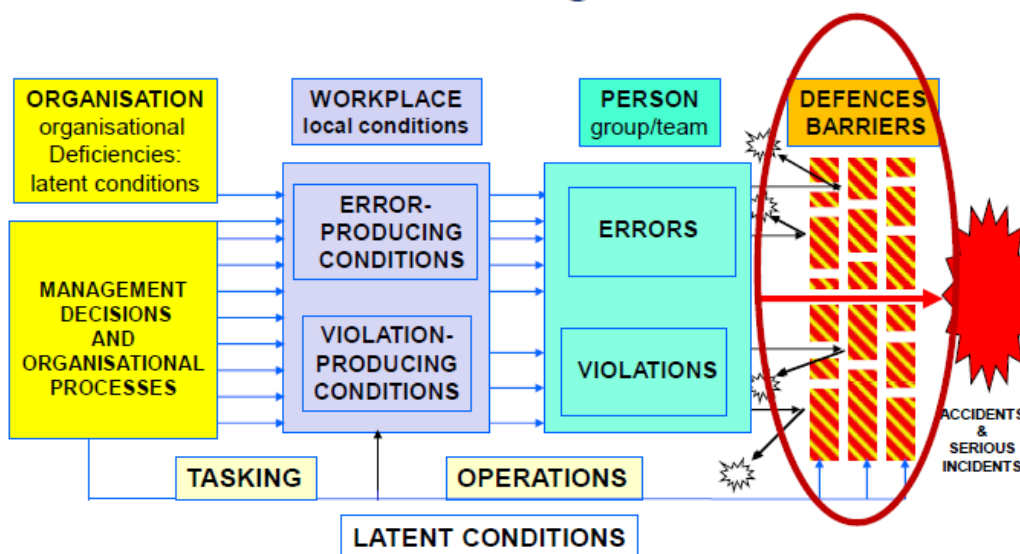 ORGANISATION
organisational
Deficiencies:
latent conditions
WORKPLACE
local conditions
PERSON
group/team
DEFENCES
BARRIERS
MANAGEMENT
DECISIONS
AND
ORGANISATIONAL
PROCESSES
ERROR-
PRODUCING
CONDITIONS
VIOLATION-
PRODUCING
CONDITIONS
ERRORS
VIOLATIONS
ACCIDENTS
&
SERIOUS
INCIDENTS
TASKING
OPERATIONS
LATENT CONDITIONS